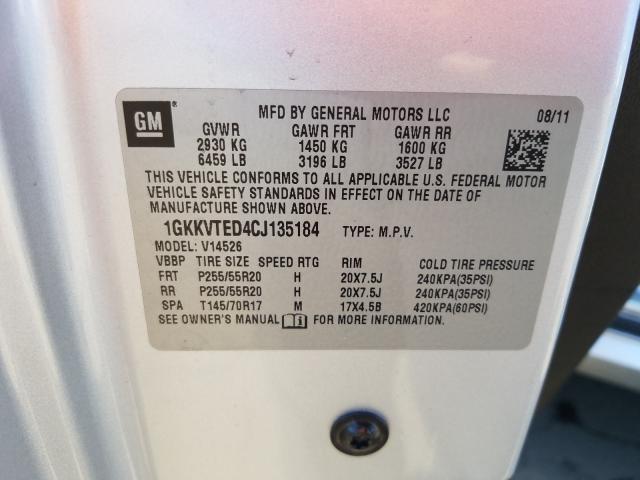 GM ® MFD BY GENERAL MOTORS LLC 08/11
GVWR GAWR FRT GAWR RR
2930 KG 1450 KG 1600 KG
6459 LB 3196 LB 3527 LB
THIS VEHICLE CONFORMS TO ALL APPLICABLE U.S. FEDERAL MOTOR
VEHICLE SAFETY STANDARDS IN EFFECT ON THE DATE OF
MANUFACTURE SHOWN ABOVE.
1GKKVTED4CJ135184 TYPE: M.P.V.
MODEL: V14526
VBBP TIRE SIZE SPEED RTG RIM COLD TIRE PRESSURE
FRT P255/55R20 H 20X7.5J 240KPA(35PSI)
RR P255/55R20 H 20X7.5J 240KPA(35PSI)
SPA T145/70R17 M 17X4.5B 420KPA(60PSI)
SEE OWNER'S MANUAL FOR MORE INFORMATION.